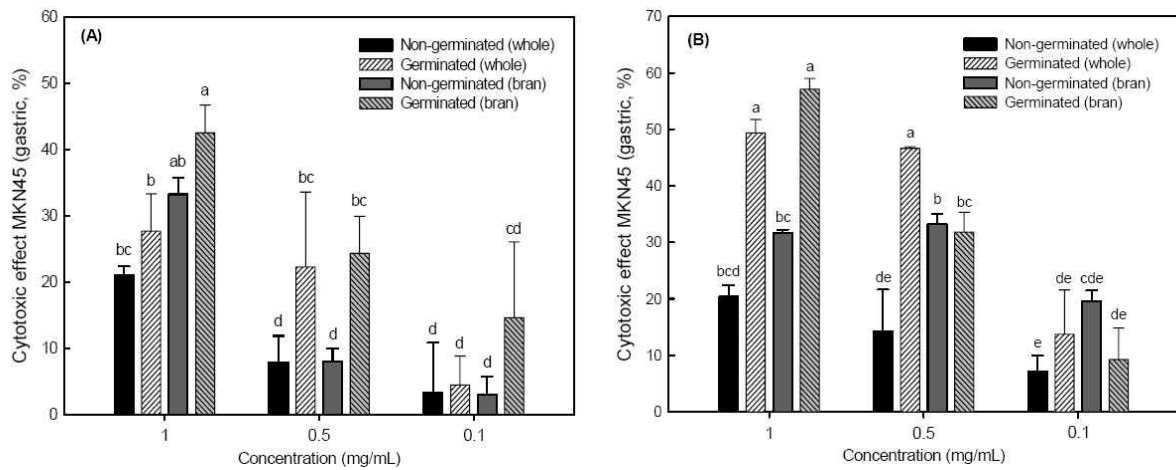 (A)
Non-germinated (whole)
Germinated (whole)
Non-germinated (bran)
Germinated (bran)
Cytotoxic effect MKN45 (gastric, %)
60
50
40
30
20
10
0
bc
b
ab
a
d
bc
d
bc
d
d
d
cd
1
0.5
0.1
Concentration (mg/mL)
(B)
Non-germinated (whole)
Germinated (whole)
Non-germinated (bran)
Germinated (bran)
Cytotoxic effect MKN45 (gastric, %)
70
60
50
40
30
20
10
0
bcd
a
bc
a
de
a
b
bc
e
de
cde
de
1
0.5
0.1
Concentration (mg/mL)